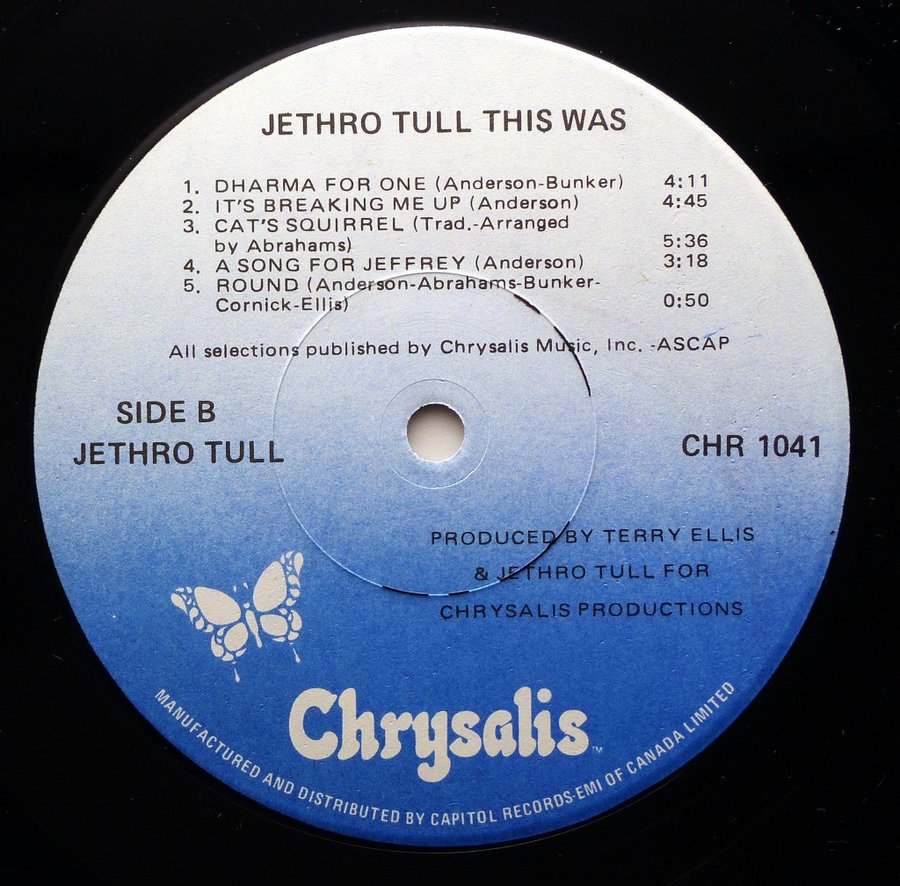 JETHRO TULL THIS WAS
1. DHARMA FOR ONE (Anderson-Bunker) 4:11
2. IT'S BREAKING ME UP (Anderson) 4:45
3. CAT'S SQUIRREL (Trad.-Arranged
by Abrahams) 5:36
4. A SONG FOR JEFFREY (Anderson) 3:18
5. ROUND (Anderson-Abrahams-Bunker-
Cornick-Ellis) 0:50
All selections published by Chrysalis Music, Inc. -ASCAP
SIDE B
JETHRO TULL
CHR 1041
PRODUCED BY TERRY ELLIS
& JETHRO TULL FOR
CHRYSALIS PRODUCTIONS
Chrysalis™
MANUFACTURED AND DISTRIBUTED BY CAPITOL RECORDS-EMI OF CANADA LIMITED